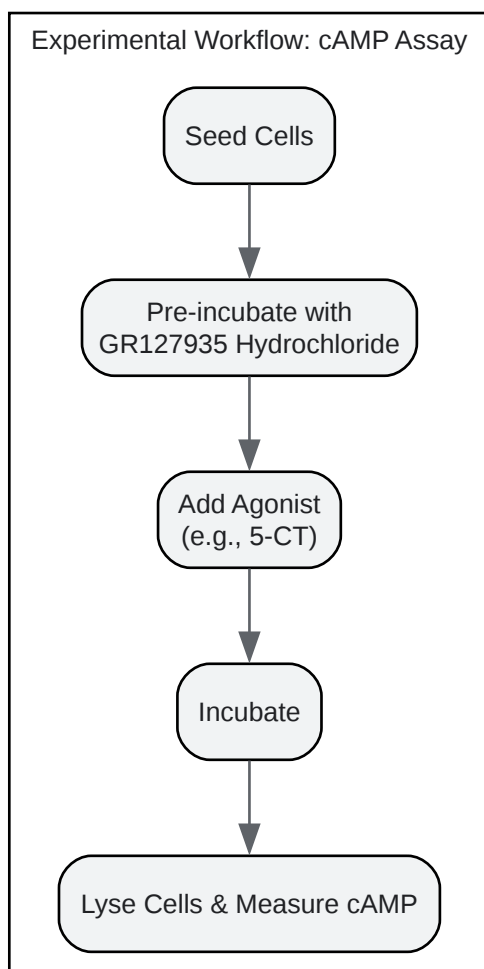 Experimental Workflow: cAMP Assay
Seed Cells
Pre-incubate with
GR127935 Hydrochloride
Add Agonist
(e.g., 5-CT)
Incubate
Lyse Cells & Measure cAMP